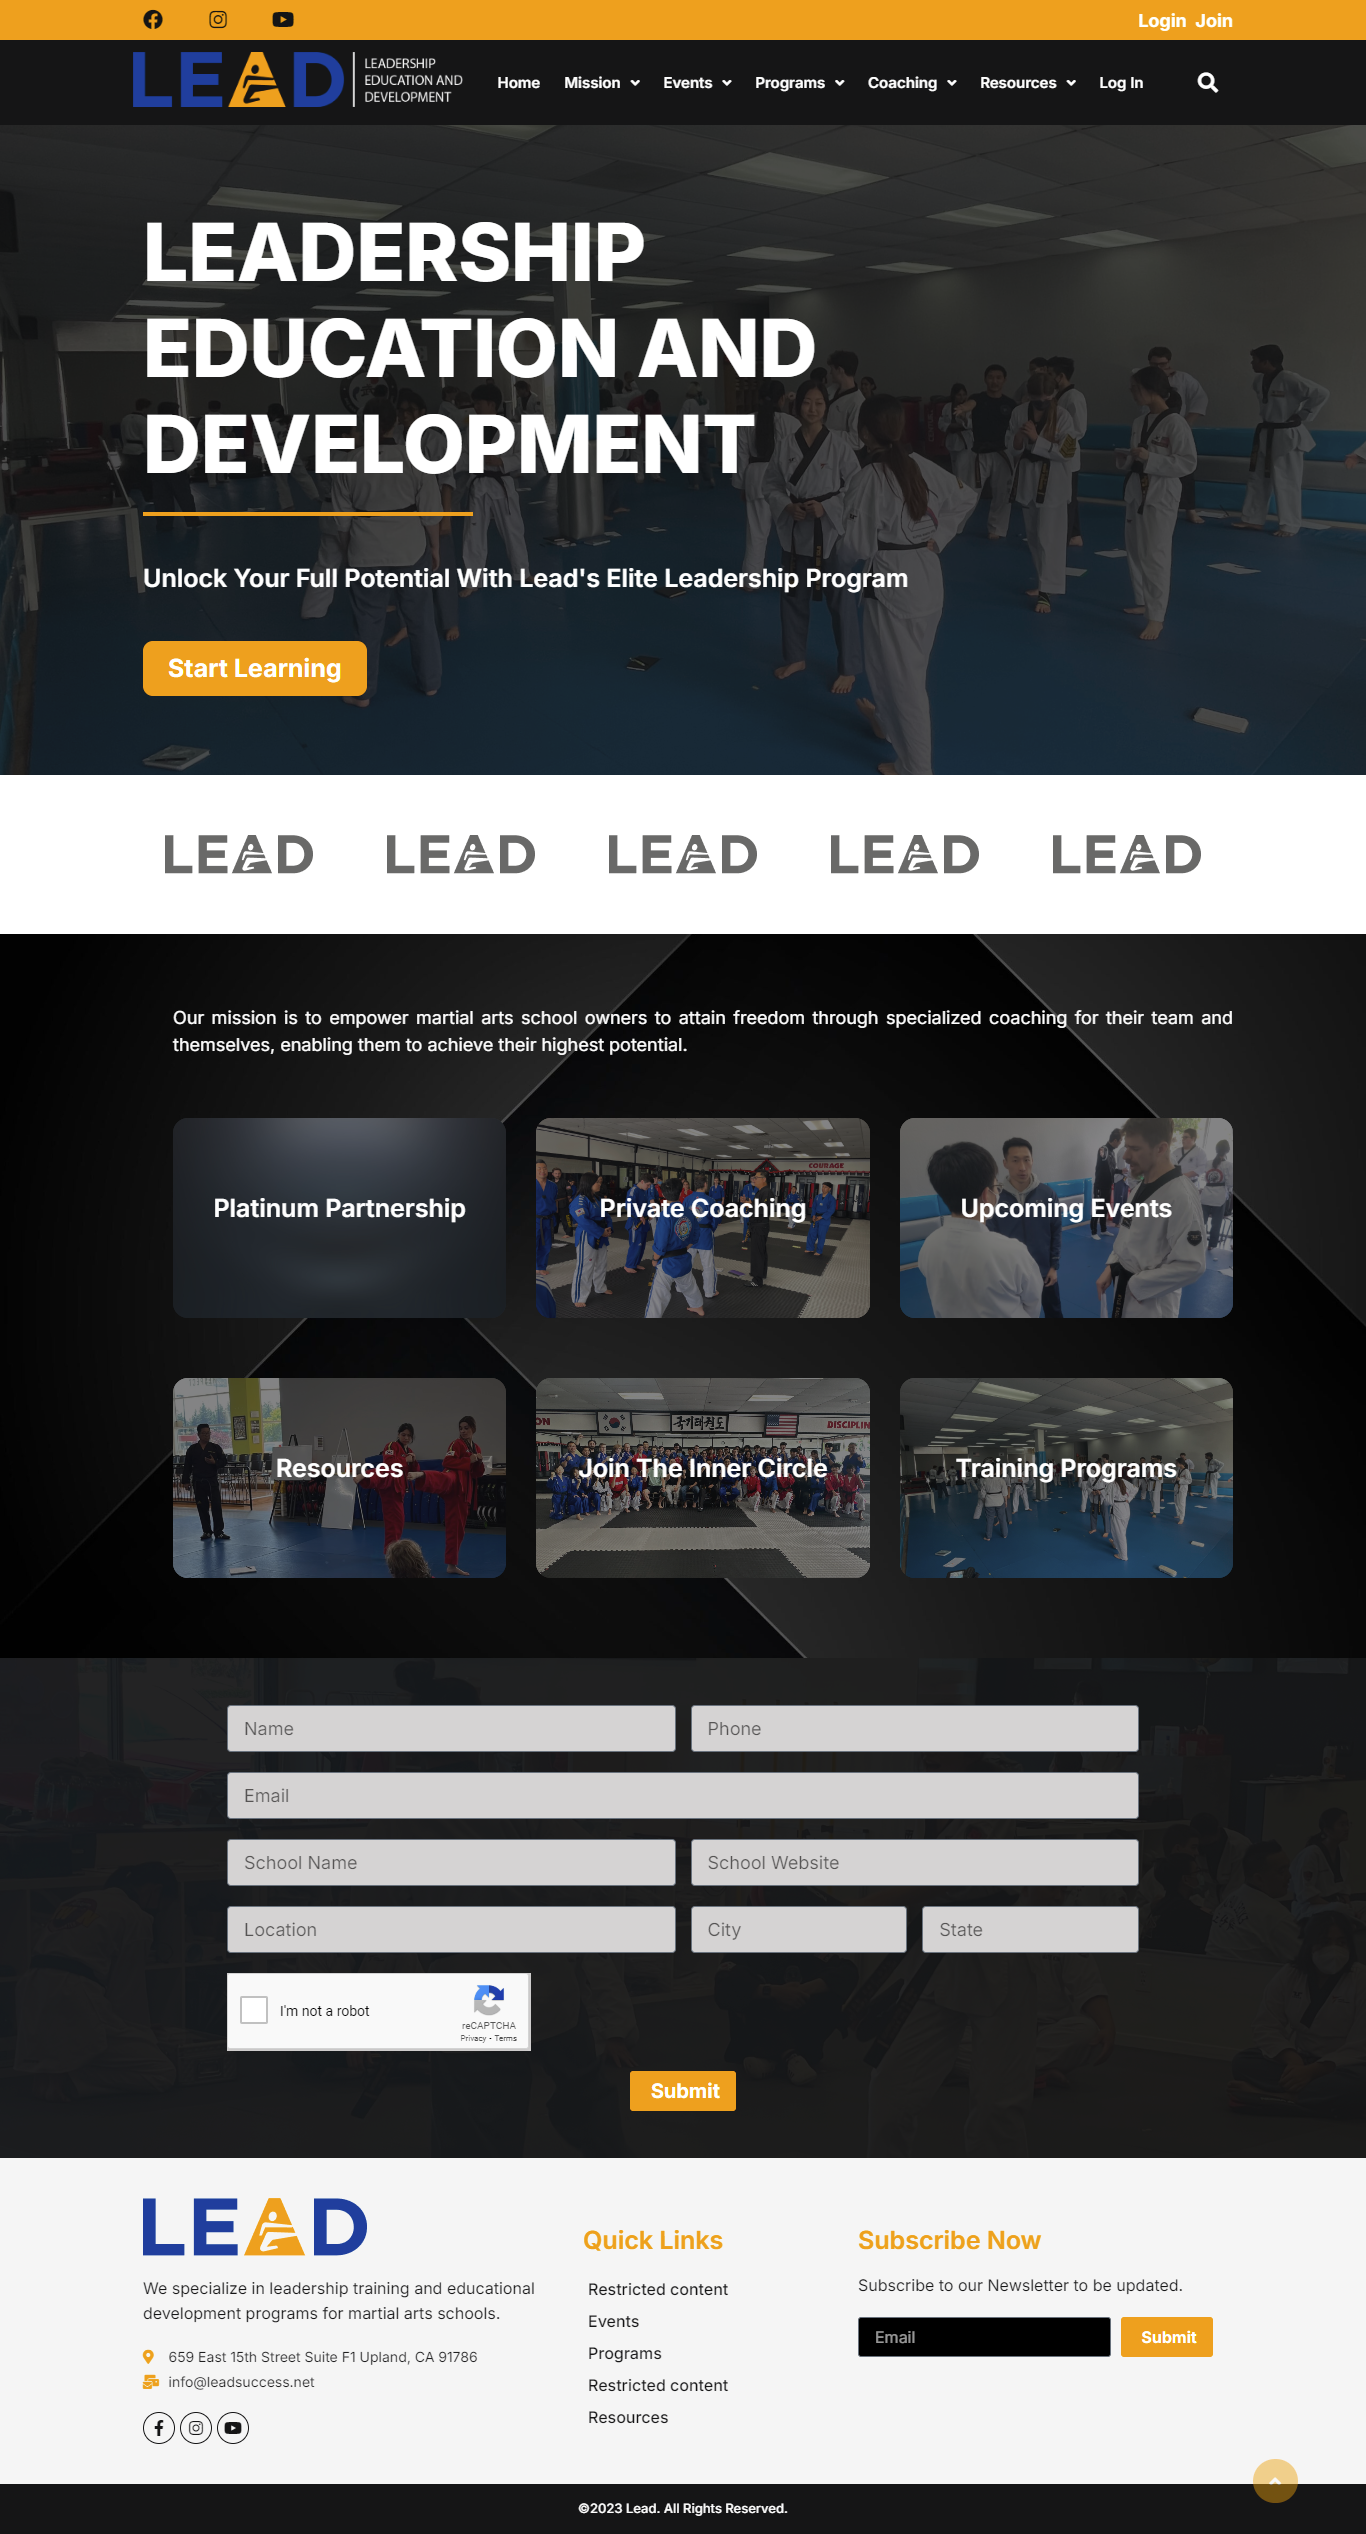 Login Join
LEAD
LEADERSHIP
EDUCATION AND
DEVELOPMENT
Home Mission Events Programs Coaching Resources Log In
LEADERSHIP
EDUCATION AND
DEVELOPMENT
Unlock Your Full Potential With Lead's Elite Leadership Program
Start Learning
LEAD LEAD LEAD LEAD LEAD
Our mission is to empower martial arts school owners to attain freedom through specialized coaching for their team and
themselves, enabling them to achieve their highest potential.
COURAGE
Platinum Partnership Private Coaching Upcoming Events
국기태권도
DISCIPLIN
Resources Join The Inner Circle Training Programs
Name Phone
Email
School Name School Website
Location City State
I'm not a robot
reCAPTCHA
Privacy - Terms
Submit
LEAD
We specialize in leadership training and educational
development programs for martial arts schools.
659 East 15th Street Suite F1 Upland, CA 91786
info@leadsuccess.net
Quick Links
Restricted content
Events
Programs
Restricted content
Resources
Subscribe Now
Subscribe to our Newsletter to be updated.
Email Submit
©2023 Lead. All Rights Reserved.